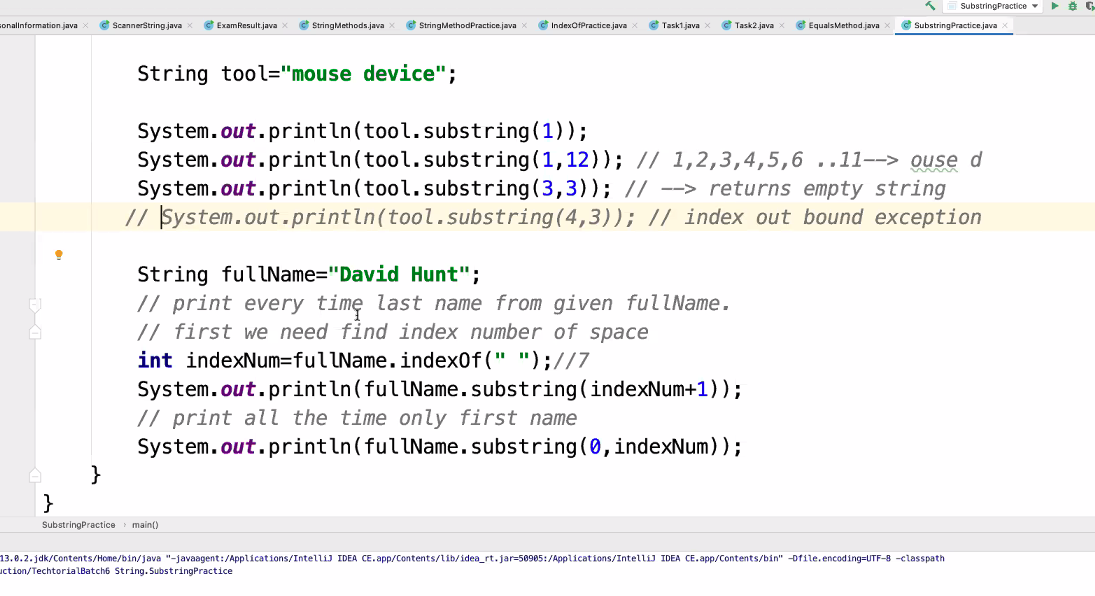 SubstringPractice
sonalInformation.java ScannerString.java ExamResult.java StringMethods.java StringMethodPractice.java IndexOfPractice.java Task1.java Task2.java EqualsMethod.java SubstringPractice.java
String tool="mouse device";
System.out.println(tool.substring(1));
System.out.println(tool.substring(1,12)); // 1,2,3,4,5,6 ..11--> ouse d
System.out.println(tool.substring(3,3)); // --> returns empty string
// System.out.println(tool.substring(4,3)); // index out bound exception
String fullName="David Hunt";
// print every time last name from given fullName.
// first we need find index number of space
int indexNum=fullName.indexOf(" ");//7
System.out.println(fullName.substring(indexNum+1));
// print all the time only first name
System.out.println(fullName.substring(0,indexNum));
}
}
SubstringPractice › main()
13.0.2.jdk/Contents/Home/bin/java "-javaagent:/Applications/IntelliJ IDEA CE.app/Contents/lib/idea_rt.jar=50905:/Applications/IntelliJ IDEA CE.app/Contents/bin" -Dfile.encoding=UTF-8 -classpath
uction/TechtorialBatch6 String.SubstringPractice